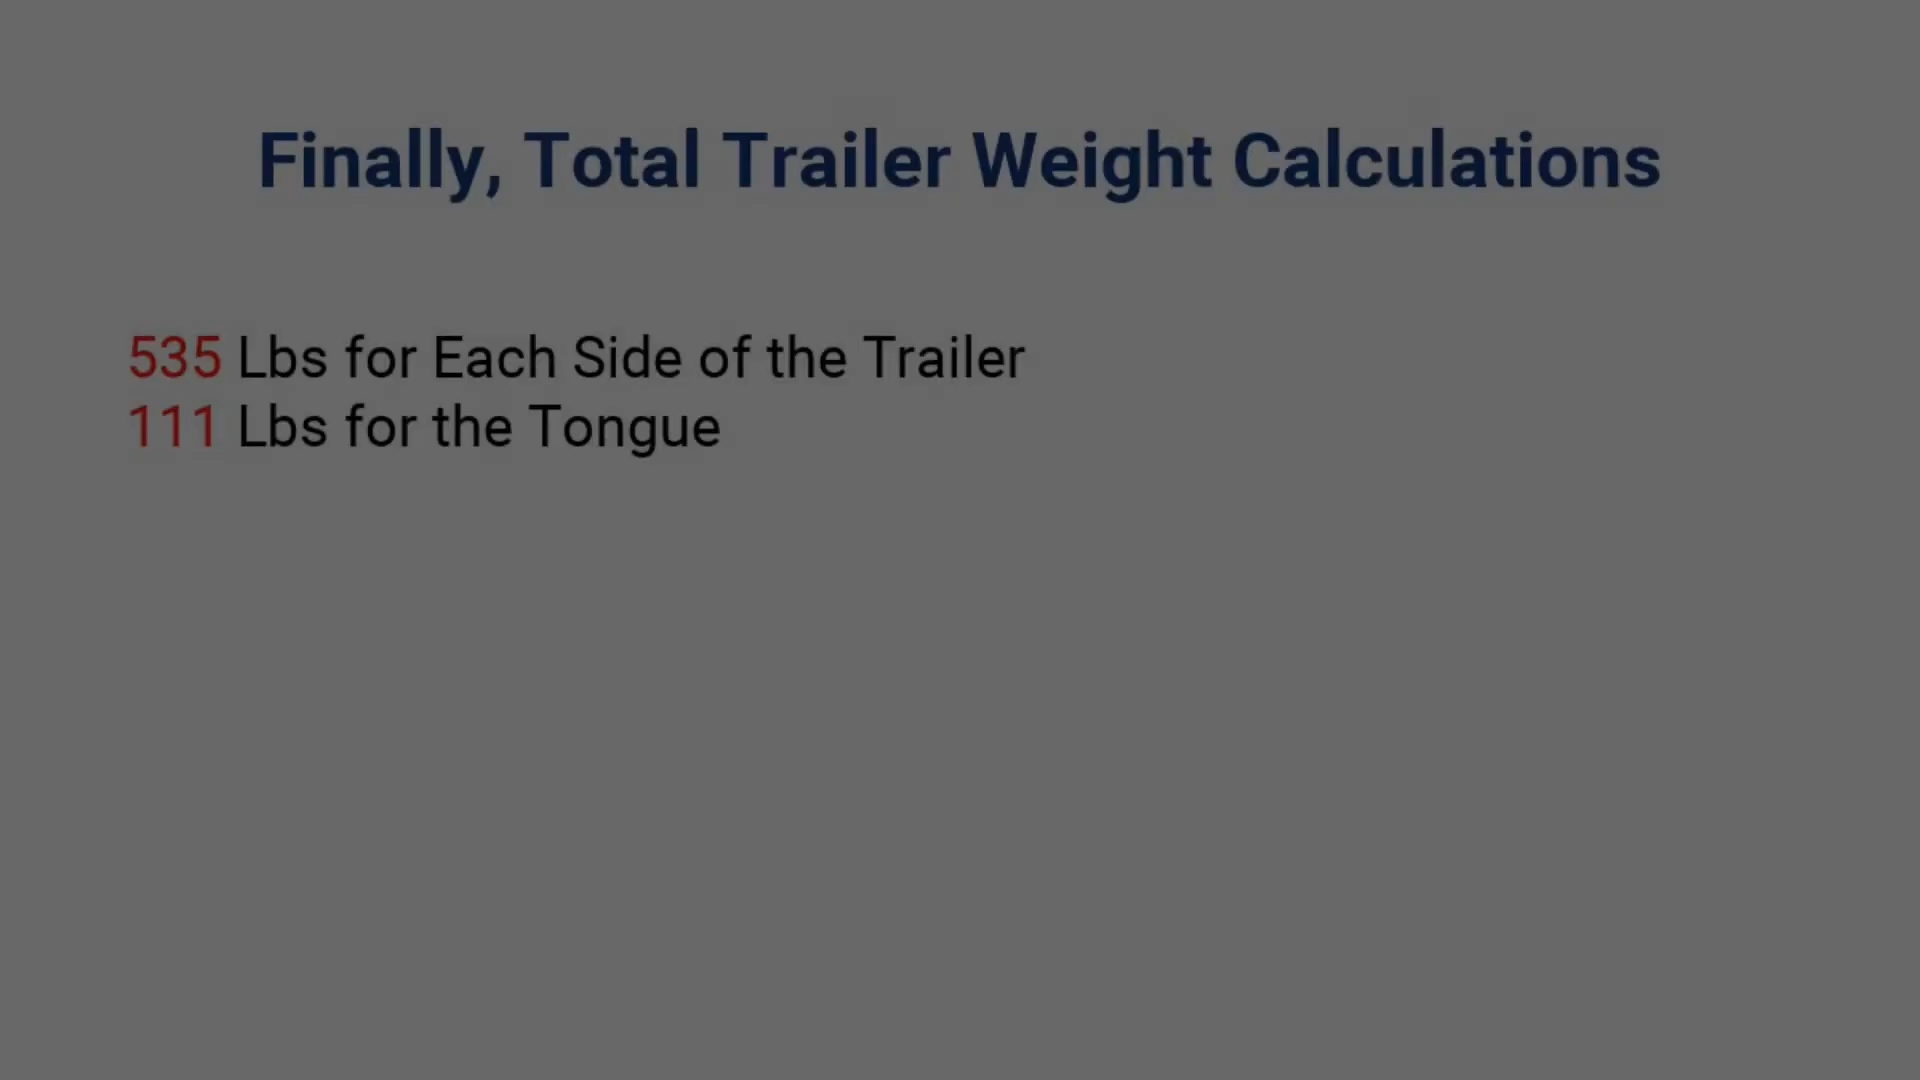 Finally, Total Trailer Weight Calculations
535 Lbs for Each Side of the Trailer
111 Lbs for the Tongue